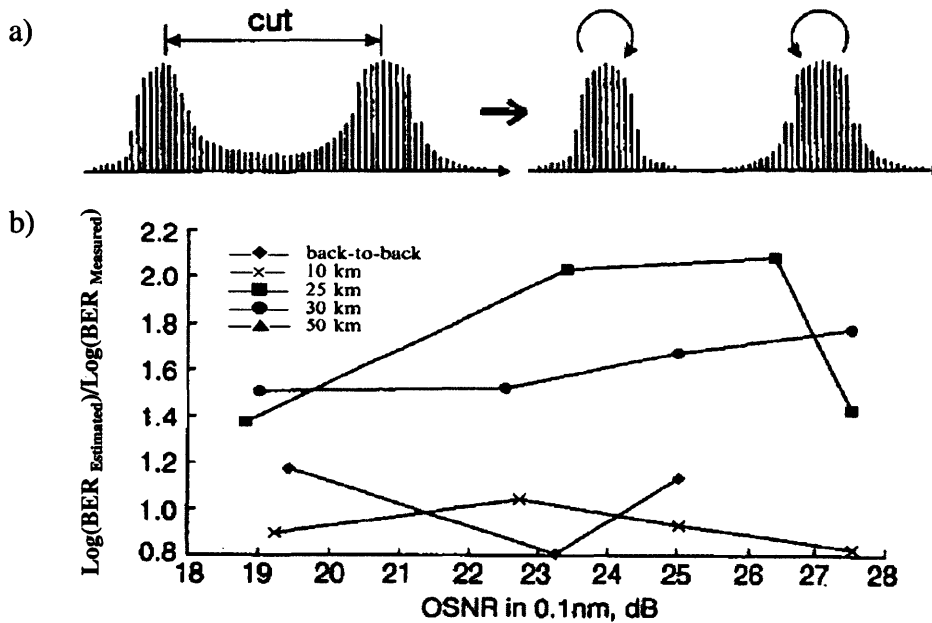 a)
cut
b)
Log(BER Estimated)/Log(BER Measured)
2.2
2.0
1.8
1.6
1.4
1.2
1.0
0.8
back-to-back
10 km
25 km
30 km
50 km
18 19 20 21 22 23 24 25 26 27 28
OSNR in 0.1nm, dB